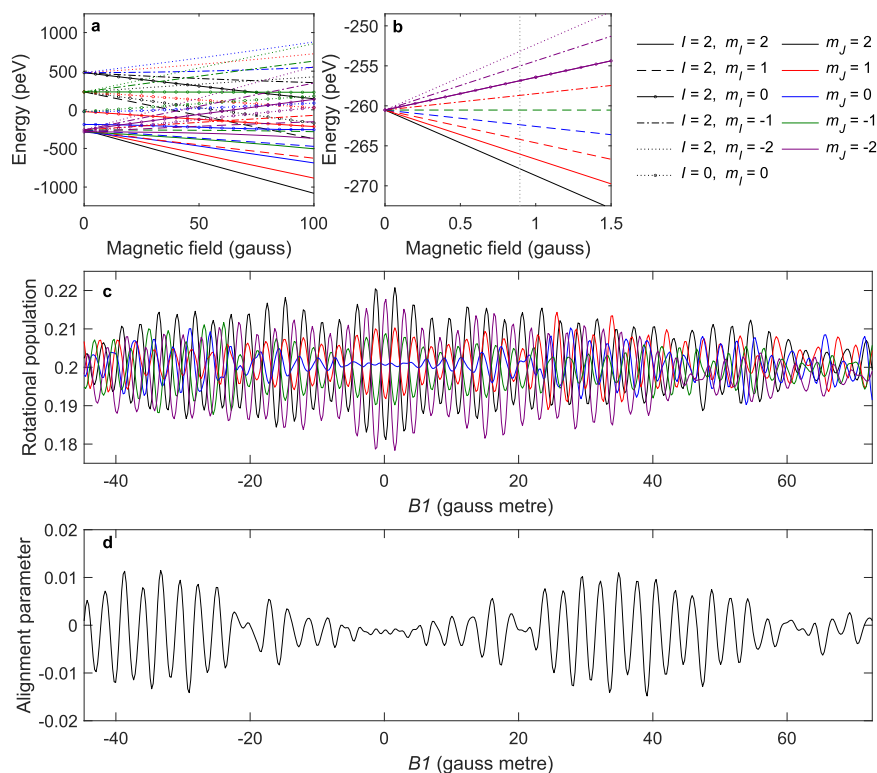 a
Energy (peV)
1000
500
0
-500
-1000
0
50
100
Magnetic field (gauss)
b
Energy (peV)
-250
-255
-260
-265
-270
0
0.5
1
1.5
Magnetic field (gauss)
I = 2, m_I = 2
I = 2, m_I = 1
I = 2, m_I = 0
I = 2, m_I = -1
I = 2, m_I = -2
I = 0, m_I = 0
m_J = 2
m_J = 1
m_J = 0
m_J = -1
m_J = -2
c
Rotational population
0.22
0.21
0.2
0.19
0.18
-40
-20
0
20
40
60
B1 (gauss metre)
d
Alignment parameter
0.02
0.01
0
-0.01
-0.02
-40
-20
0
20
40
60
B1 (gauss metre)